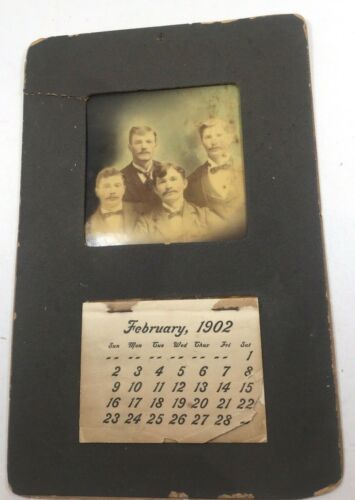 February, 1902
Sun Mon Tue Wed Thur Fri Sat
-- -- -- -- -- -- 1
2 3 4 5 6 7 8
9 10 11 12 13 14 15
16 17 18 19 20 21 22
23 24 25 26 27 28 --